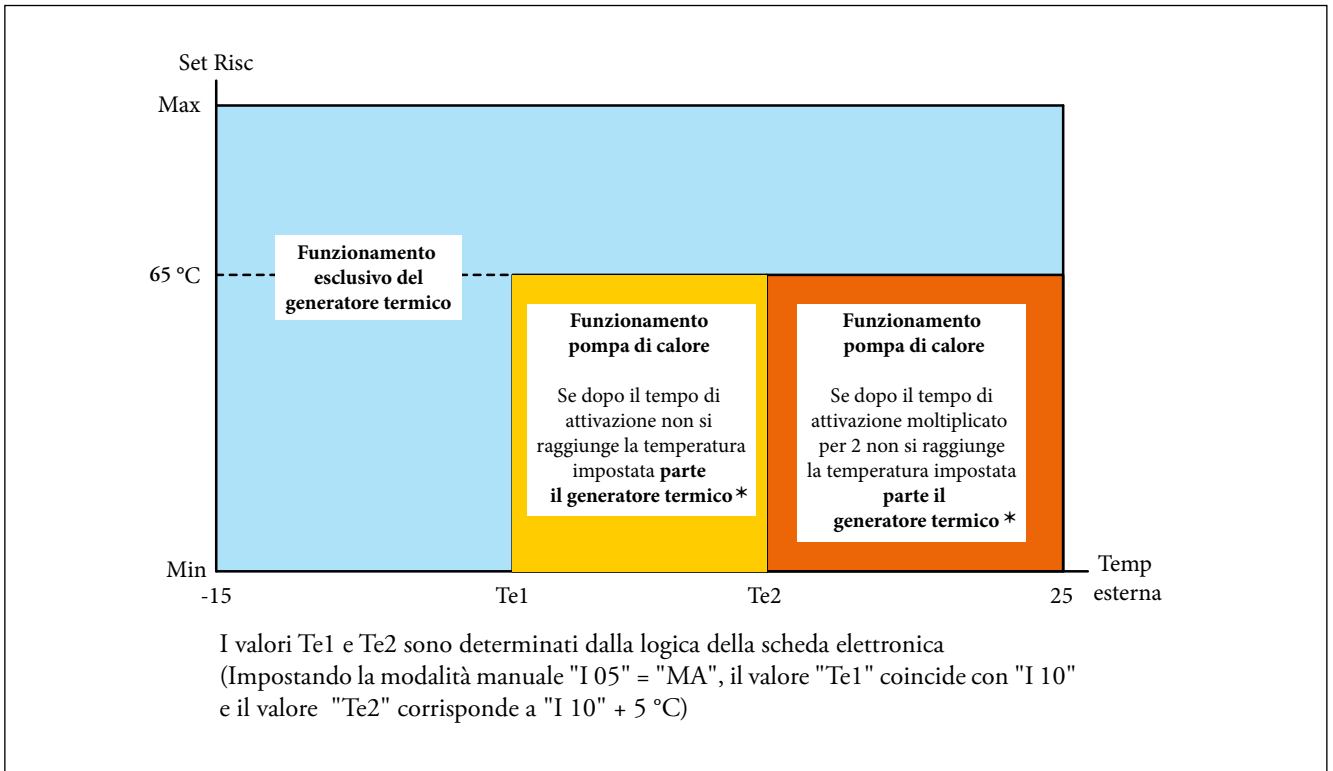 Set Risc
Max
Funzionamento
esclusivo del
generatore termico
65 °C
Funzionamento
pompa di calore
Se dopo il tempo di
attivazione non si
raggiunge la temperatura
impostata parte
il generatore termico*
Funzionamento
pompa di calore
Se dopo il tempo di
attivazione moltiplicato
per 2 non si raggiunge
la temperatura impostata
parte il
generatore termico *
Min
-15
Te1
Te2
25
Temp
esterna
I valori Te1 e Te2 sono determinati dalla logica della scheda elettronica
(Impostando la modalità manuale "I 05" = "MA", il valore "Te1" coincide con "I 10"
e il valore "Te2" corrisponde a "I 10" + 5 °C)